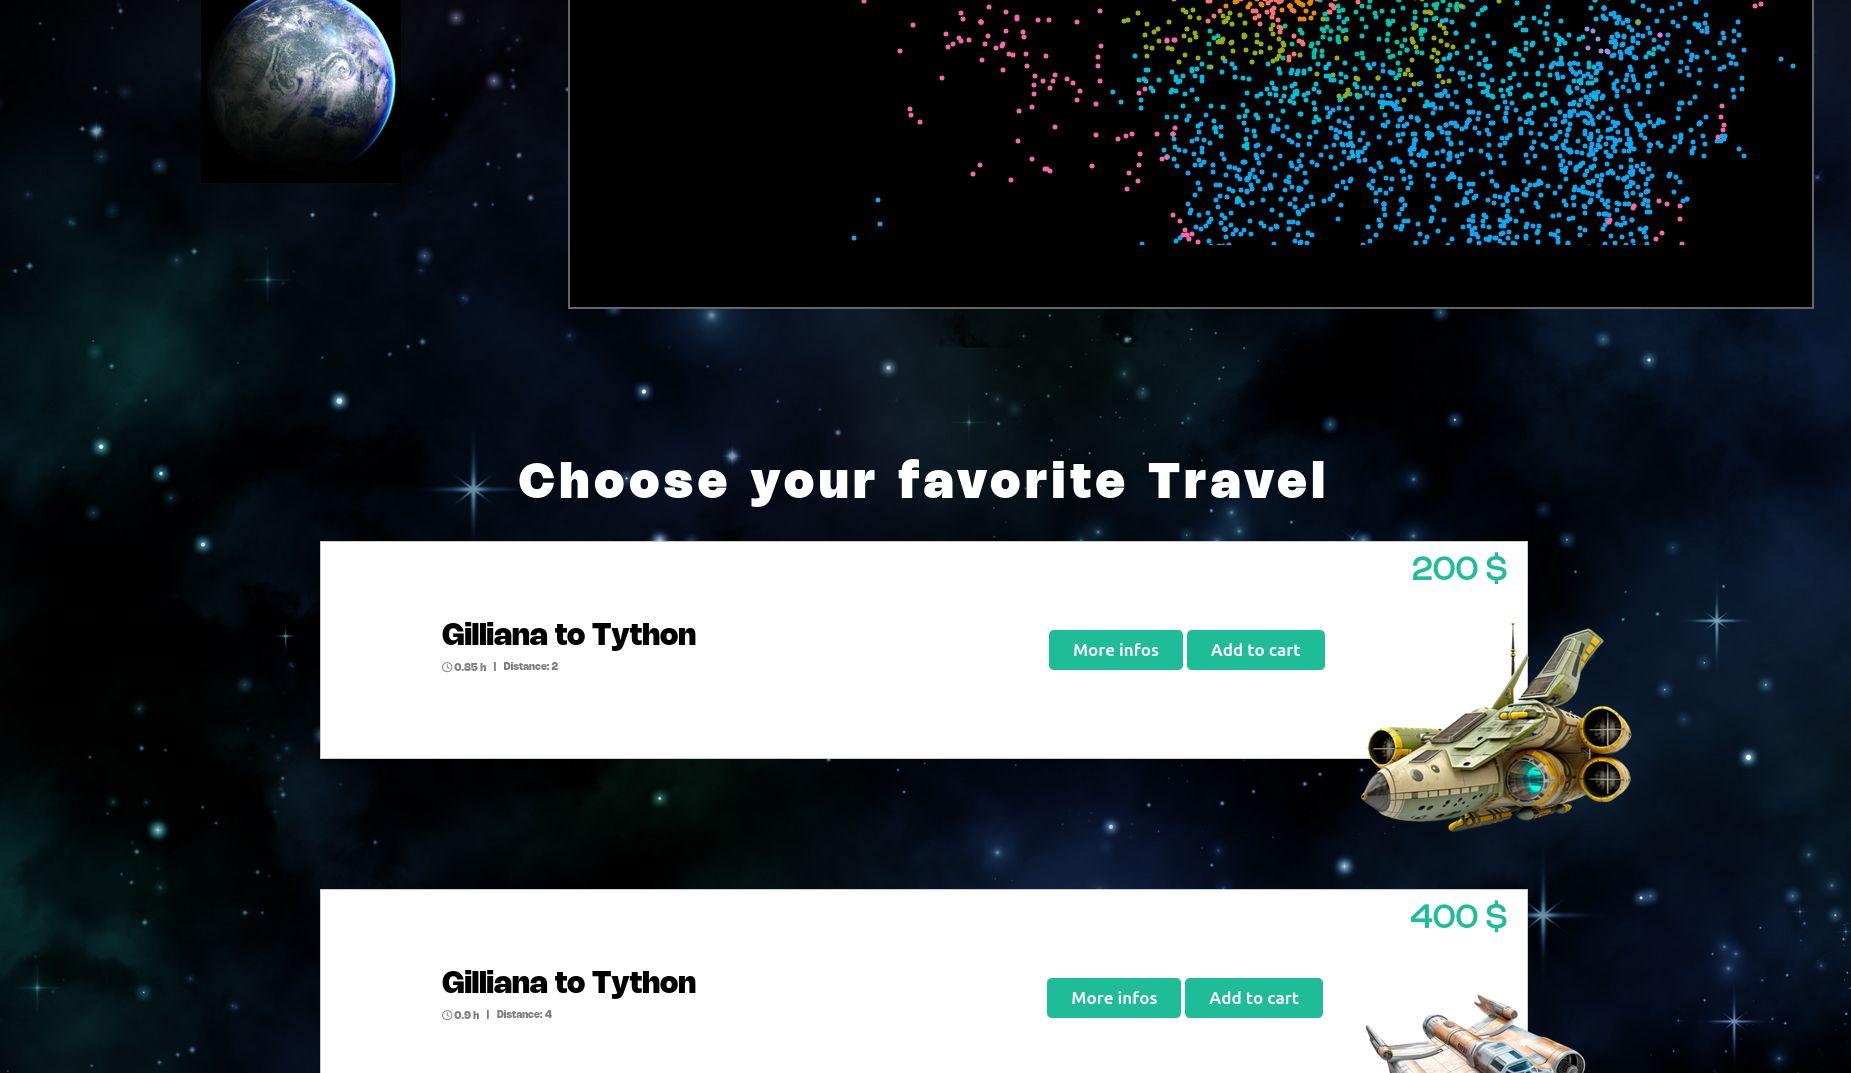 Choose your favorite Travel
200 $
Gilliana to Tython
More infos Add to cart
0.85 h | Distance: 2
400 $
Gilliana to Tython
More infos Add to cart
0.9 h | Distance: 4